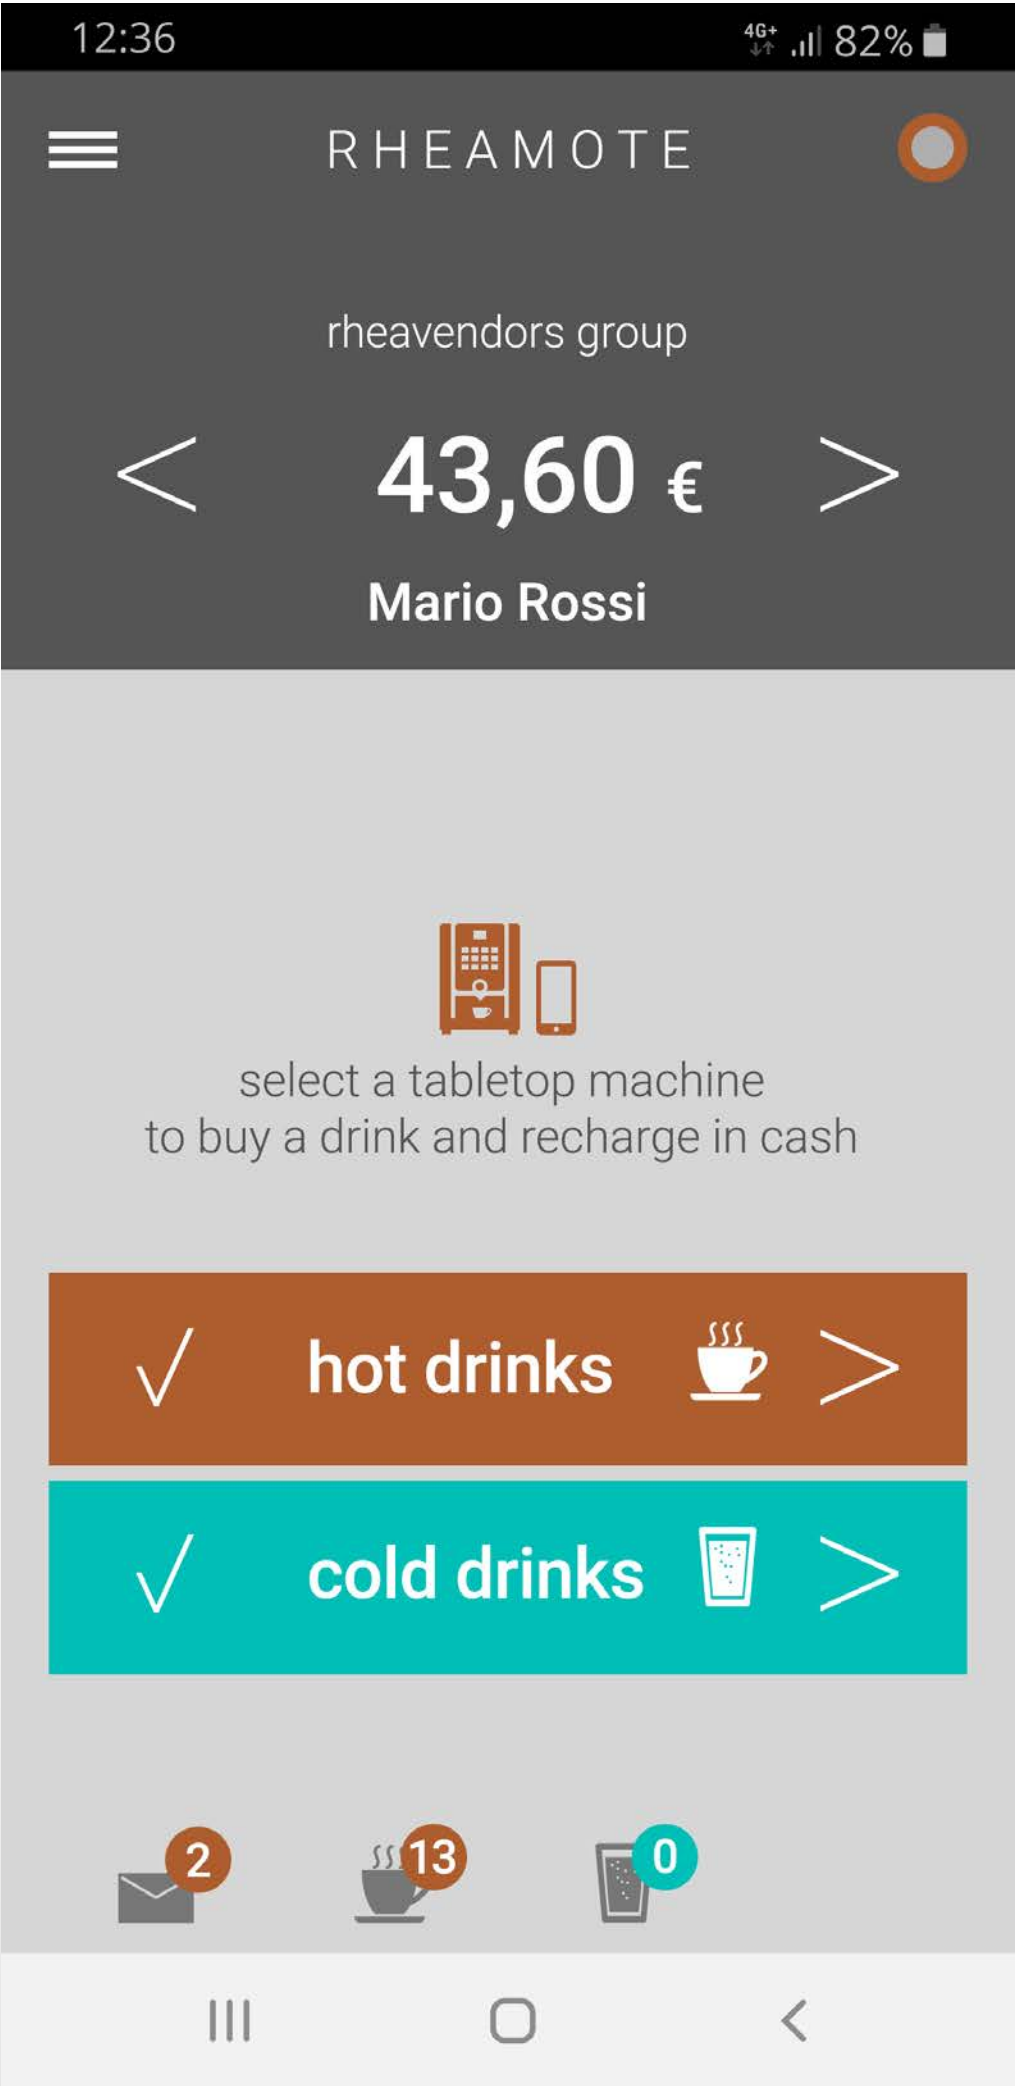 12:36
4G+ 82%
RHEAMOTE
rheavendors group
< 43,60 € >
Mario Rossi
select a tabletop machine
to buy a drink and recharge in cash
hot drinks >
cold drinks >
2 13 0